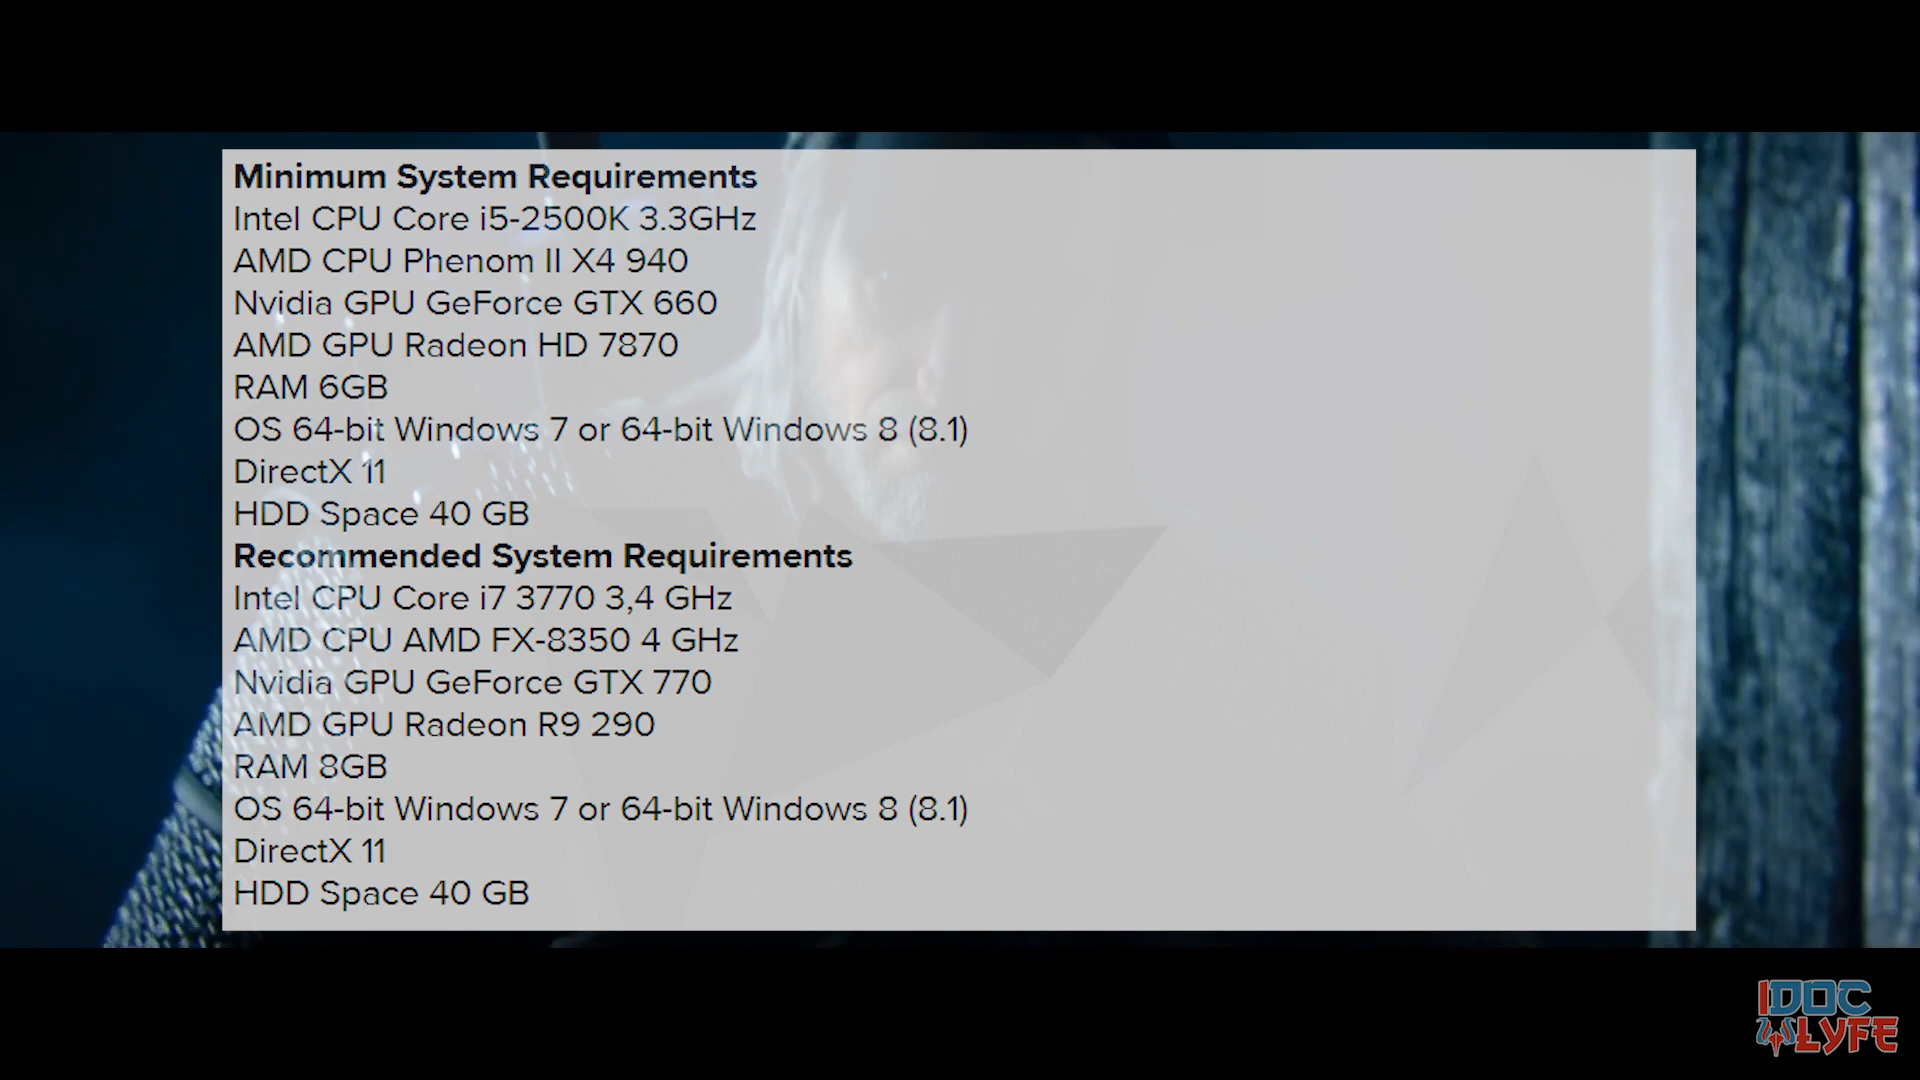 Minimum System Requirements
Intel CPU Core i5-2500K 3.3GHz
AMD CPU Phenom II X4 940
Nvidia GPU GeForce GTX 660
AMD GPU Radeon HD 7870
RAM 6GB
OS 64-bit Windows 7 or 64-bit Windows 8 (8.1)
DirectX 11
HDD Space 40 GB
Recommended System Requirements
Intel CPU Core i7 3770 3,4 GHz
AMD CPU AMD FX-8350 4 GHz
Nvidia GPU GeForce GTX 770
AMD GPU Radeon R9 290
RAM 8GB
OS 64-bit Windows 7 or 64-bit Windows 8 (8.1)
DirectX 11
HDD Space 40 GB
IDOC
LYFE